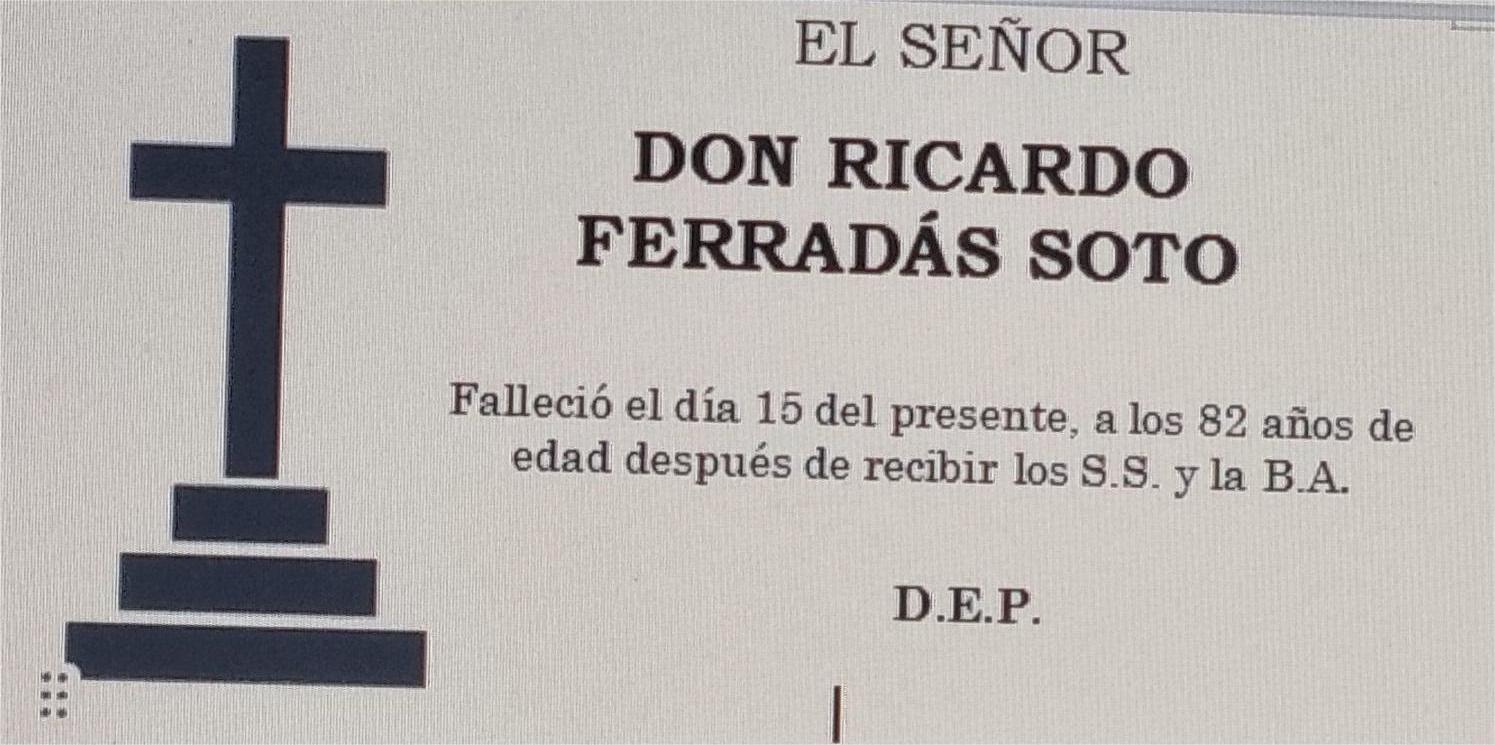 EL SEÑOR
DON RICARDO
FERRADÁS SOTO
Falleció el día 15 del presente, a los 82 años de
edad después de recibir los S.S. y la B.A.
D.E.P.